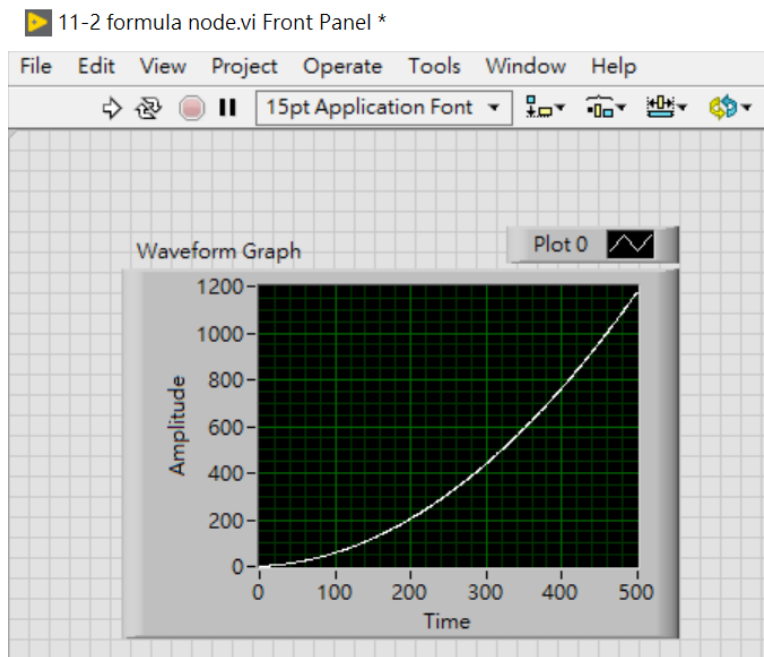 11-2 formula node.vi Front Panel *
File Edit View Project Operate Tools Window Help
15pt Application Font
Waveform Graph
Plot 0
1200
1000
800
600
400
200
0
Amplitude
0 100 200 300 400 500
Time